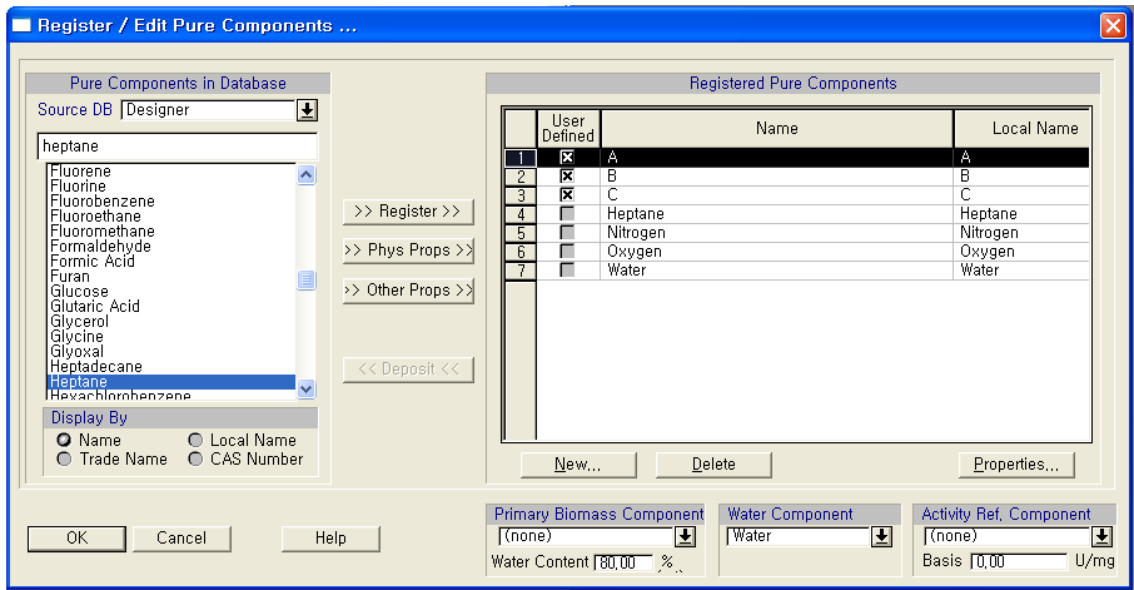 Register / Edit Pure Components ...
Pure Components in Database
Source DB Designer
heptane
Fluorene
Fluorine
Fluorobenzene
Fluoroethane
Fluoromethane
Formaldehyde
Formic Acid
Furan
Glucose
Glutaric Acid
Glycerol
Glycine
Glyoxal
Heptadecane
Heptane
Hexachlorobenzene
Display By
Name
Local Name
Trade Name
CAS Number
>> Register >>
>> Phys Props >>
>> Other Props >>
<< Deposit <<
Registered Pure Components
User Defined Name Local Name
1 A A
2 B B
3 C C
4 Heptane Heptane
5 Nitrogen Nitrogen
6 Oxygen Oxygen
7 Water Water
New...
Delete
Properties...
OK
Cancel
Help
Primary Biomass Component
(none)
Water Content 80,00 %
Water Component
Water
Activity Ref, Component
(none)
Basis 0,00 U/mg